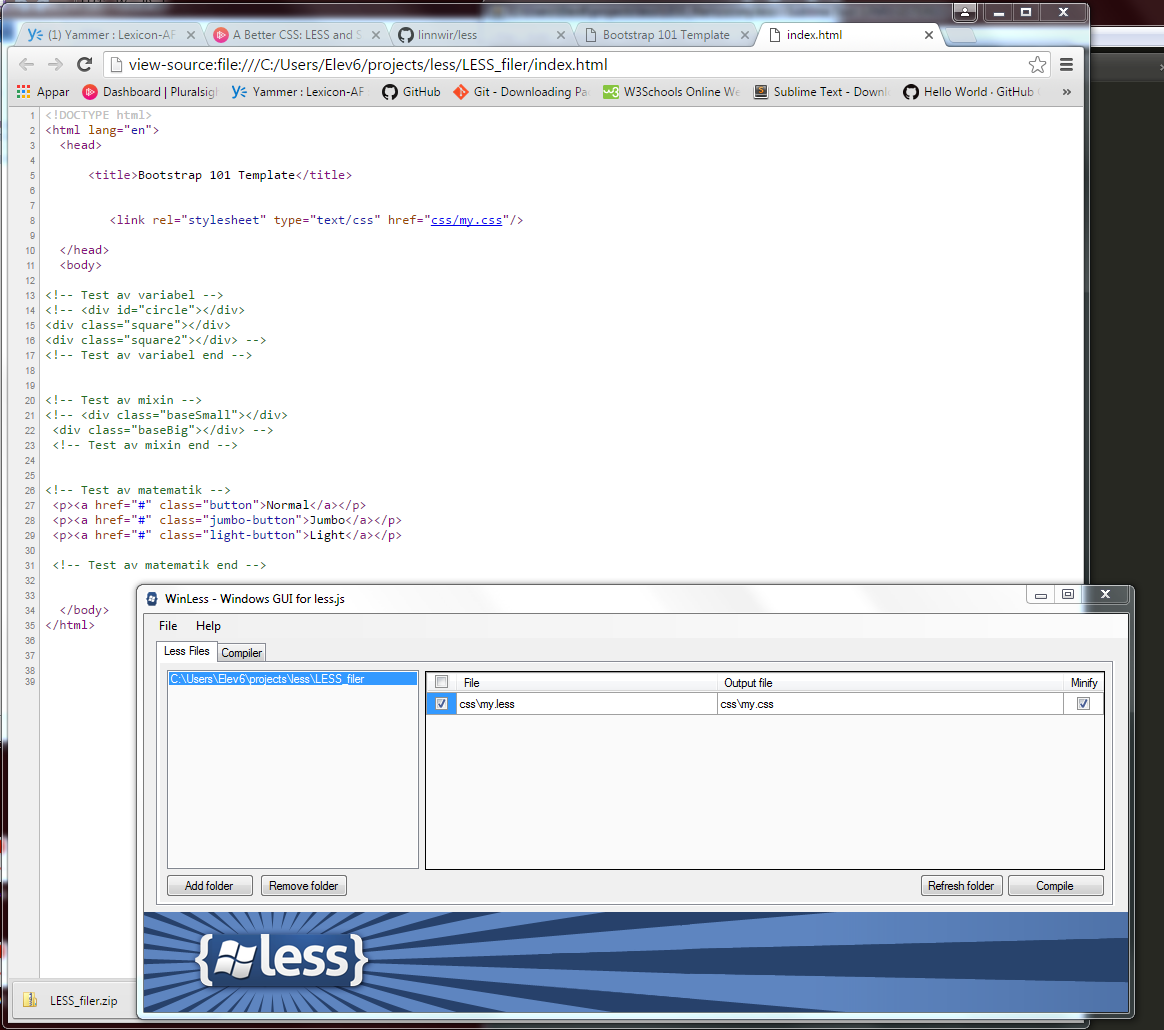 (1) Yammer : Lexicon-AF
A Better CSS: LESS and S
linnwir/less
Bootstrap 101 Template
index.html
view-source:file:///C:/Users/Elev6/projects/less/LESS_filer/index.html
Appar
Dashboard | Pluralsigh
Yammer : Lexicon-AF
GitHub
Git - Downloading Pa
W3Schools Online We
Sublime Text - Downl
Hello World · GitHub
»
1 <!DOCTYPE html>
2 <html lang="en">
3 <head>
4
5 <title>Bootstrap 101 Template</title>
6
7
8 <link rel="stylesheet" type="text/css" href="css/my.css"/>
9
10 </head>
11 <body>
12
13 <!-- Test av variabel -->
14 <!-- <div id="circle"></div>
15 <div class="square"></div>
16 <div class="square2"></div> -->
17 <!-- Test av variabel end -->
18
19
20 <!-- Test av mixin -->
21 <!-- <div class="baseSmall"></div>
22 <div class="baseBig"></div> -->
23 <!-- Test av mixin end -->
24
25
26 <!-- Test av matematik -->
27 <p><a href="#" class="button">Normal</a></p>
28 <p><a href="#" class="jumbo-button">Jumbo</a></p>
29 <p><a href="#" class="light-button">Light</a></p>
30
31 <!-- Test av matematik end -->
32
33
34 </body>
35 </html>
36
37
38
39
WinLess - Windows GUI for less.js
File Help
Less Files Compiler
C:\Users\Elev6\projects\less\LESS_filer
File Output file Minify
css\my.less css\my.css
Add folder Remove folder Refresh folder Compile
{less}
LESS_filer.zip